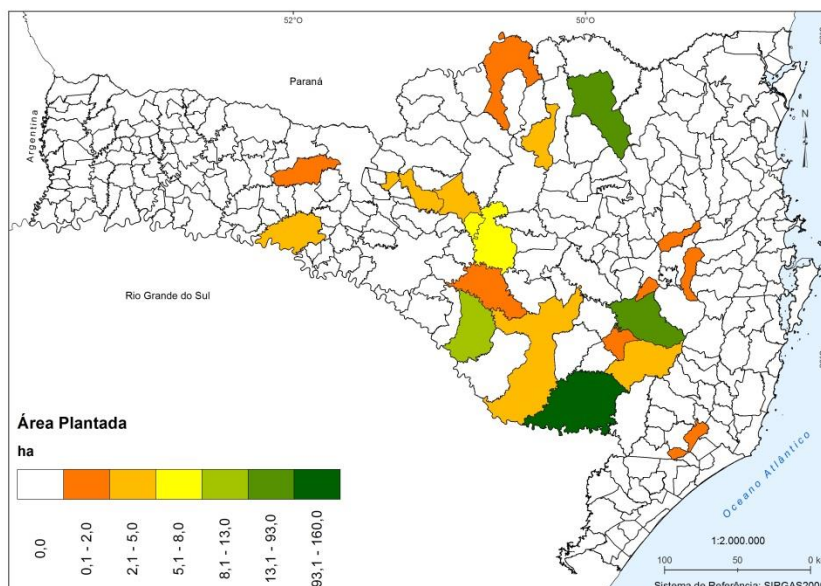 52°O
50°O
Paraná
Argentina
N
Rio Grande do Sul
Área Plantada
ha
0,0
0,1 - 2,0
2,1 - 5,0
5,1 - 8,0
8,1 - 13,0
13,1 - 93,0
93,1 - 160,0
Oceano Atlântico
1:2.000.000
100 50 0 k
Sistema de Referência: SIRGAS200